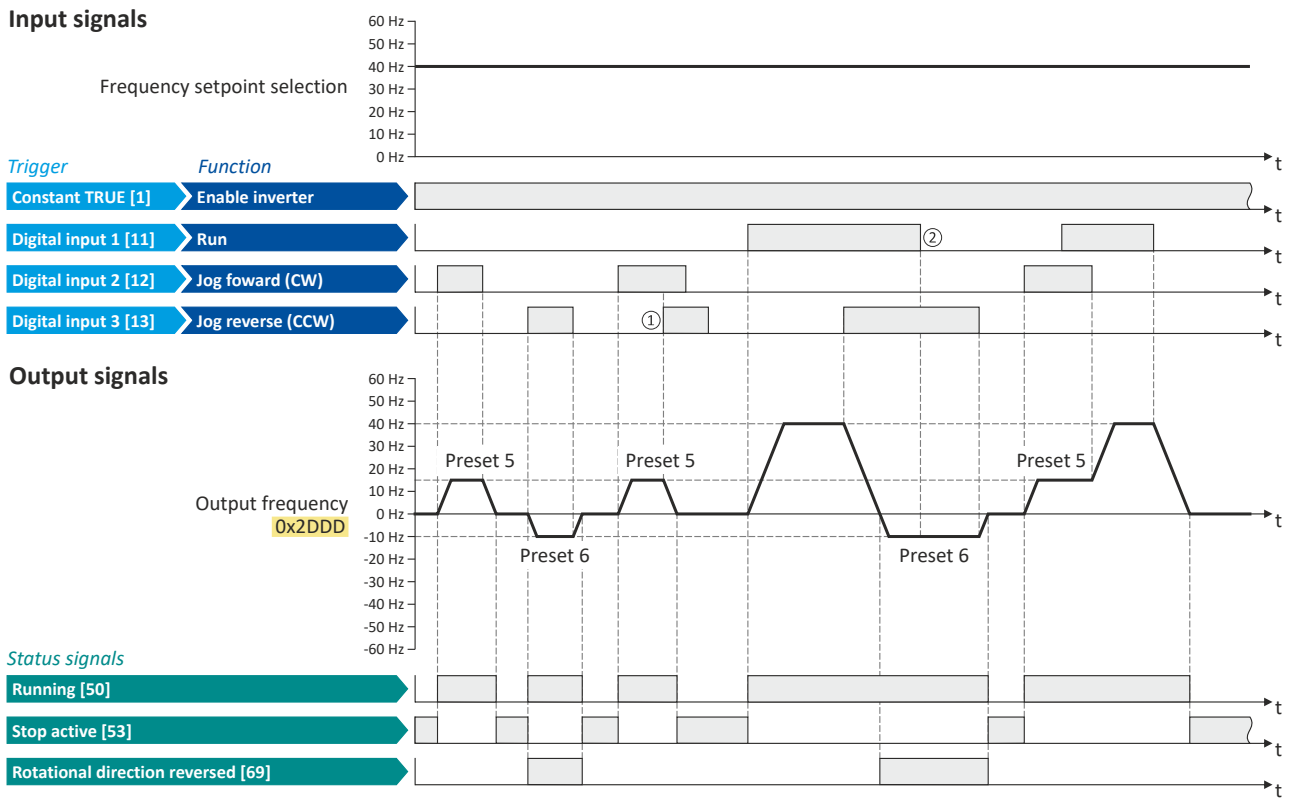 Input signals
60 Hz
50 Hz
40 Hz
30 Hz
20 Hz
10 Hz
0 Hz
Frequency setpoint selection
t
Trigger Function
Constant TRUE [1] Enable inverter
t
Digital input 1 [11] Run
②
t
Digital input 2 [12] Jog foward (CW)
t
Digital input 3 [13] Jog reverse (CCW)
①
t
Output signals
60 Hz
50 Hz
40 Hz
30 Hz
20 Hz
10 Hz
0 Hz
-10 Hz
-20 Hz
-30 Hz
-40 Hz
-50 Hz
-60 Hz
Preset 5 Preset 5 Preset 5
Output frequency
0x2DDD
t
Preset 6 Preset 6
Status signals
Running [50]
t
Stop active [53]
t
Rotational direction reversed [69]
t